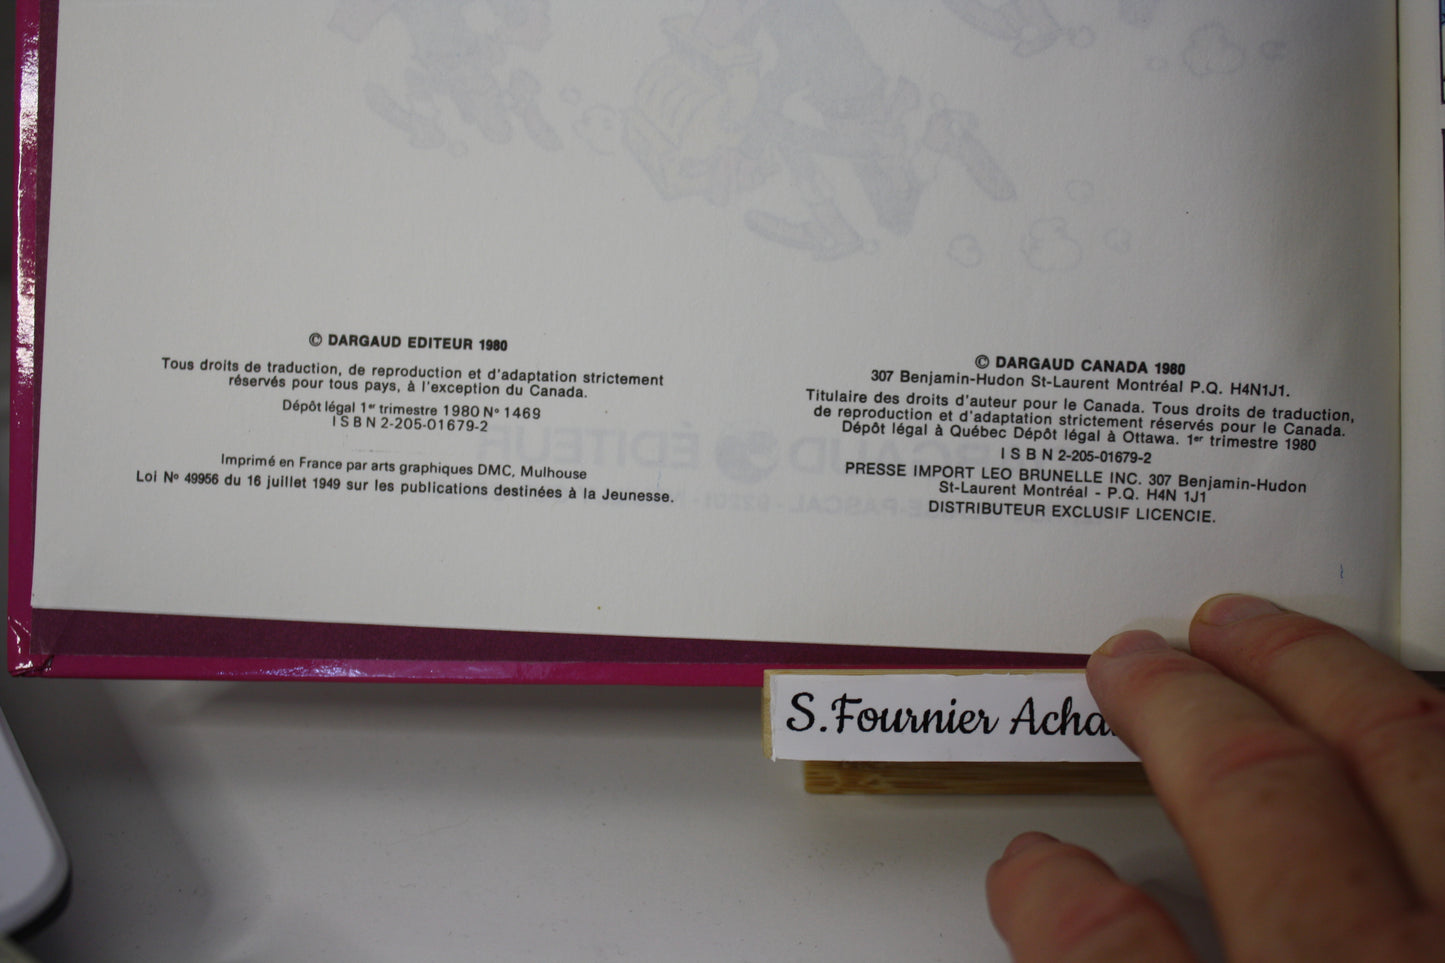 © DARGAUD EDITEUR 1980
Tous droits de traduction, de reproduction et d'adaptation strictement
réservés pour tous pays, à l'exception du Canada.
Dépôt légal 1er trimestre 1980 N° 1469
I S B N 2-205-01679-2
Imprimé en France par arts graphiques DMC, Mulhouse
Loi N° 49956 du 16 juillet 1949 sur les publications destinées à la Jeunesse.
© DARGAUD CANADA 1980
307 Benjamin-Hudon St-Laurent Montréal P.Q. H4N1J1.
Titulaire des droits d'auteur pour le Canada. Tous droits de traduction,
de reproduction et d'adaptation strictement réservés pour le Canada.
Dépôt légal à Québec Dépôt légal à Ottawa. 1er trimestre 1980
I S B N 2-205-01679-2
PRESSE IMPORT LEO BRUNELLE INC. 307 Benjamin-Hudon
St-Laurent Montréal - P.Q. H4N 1J1
DISTRIBUTEUR EXCLUSIF LICENCIE.
S.Fournier